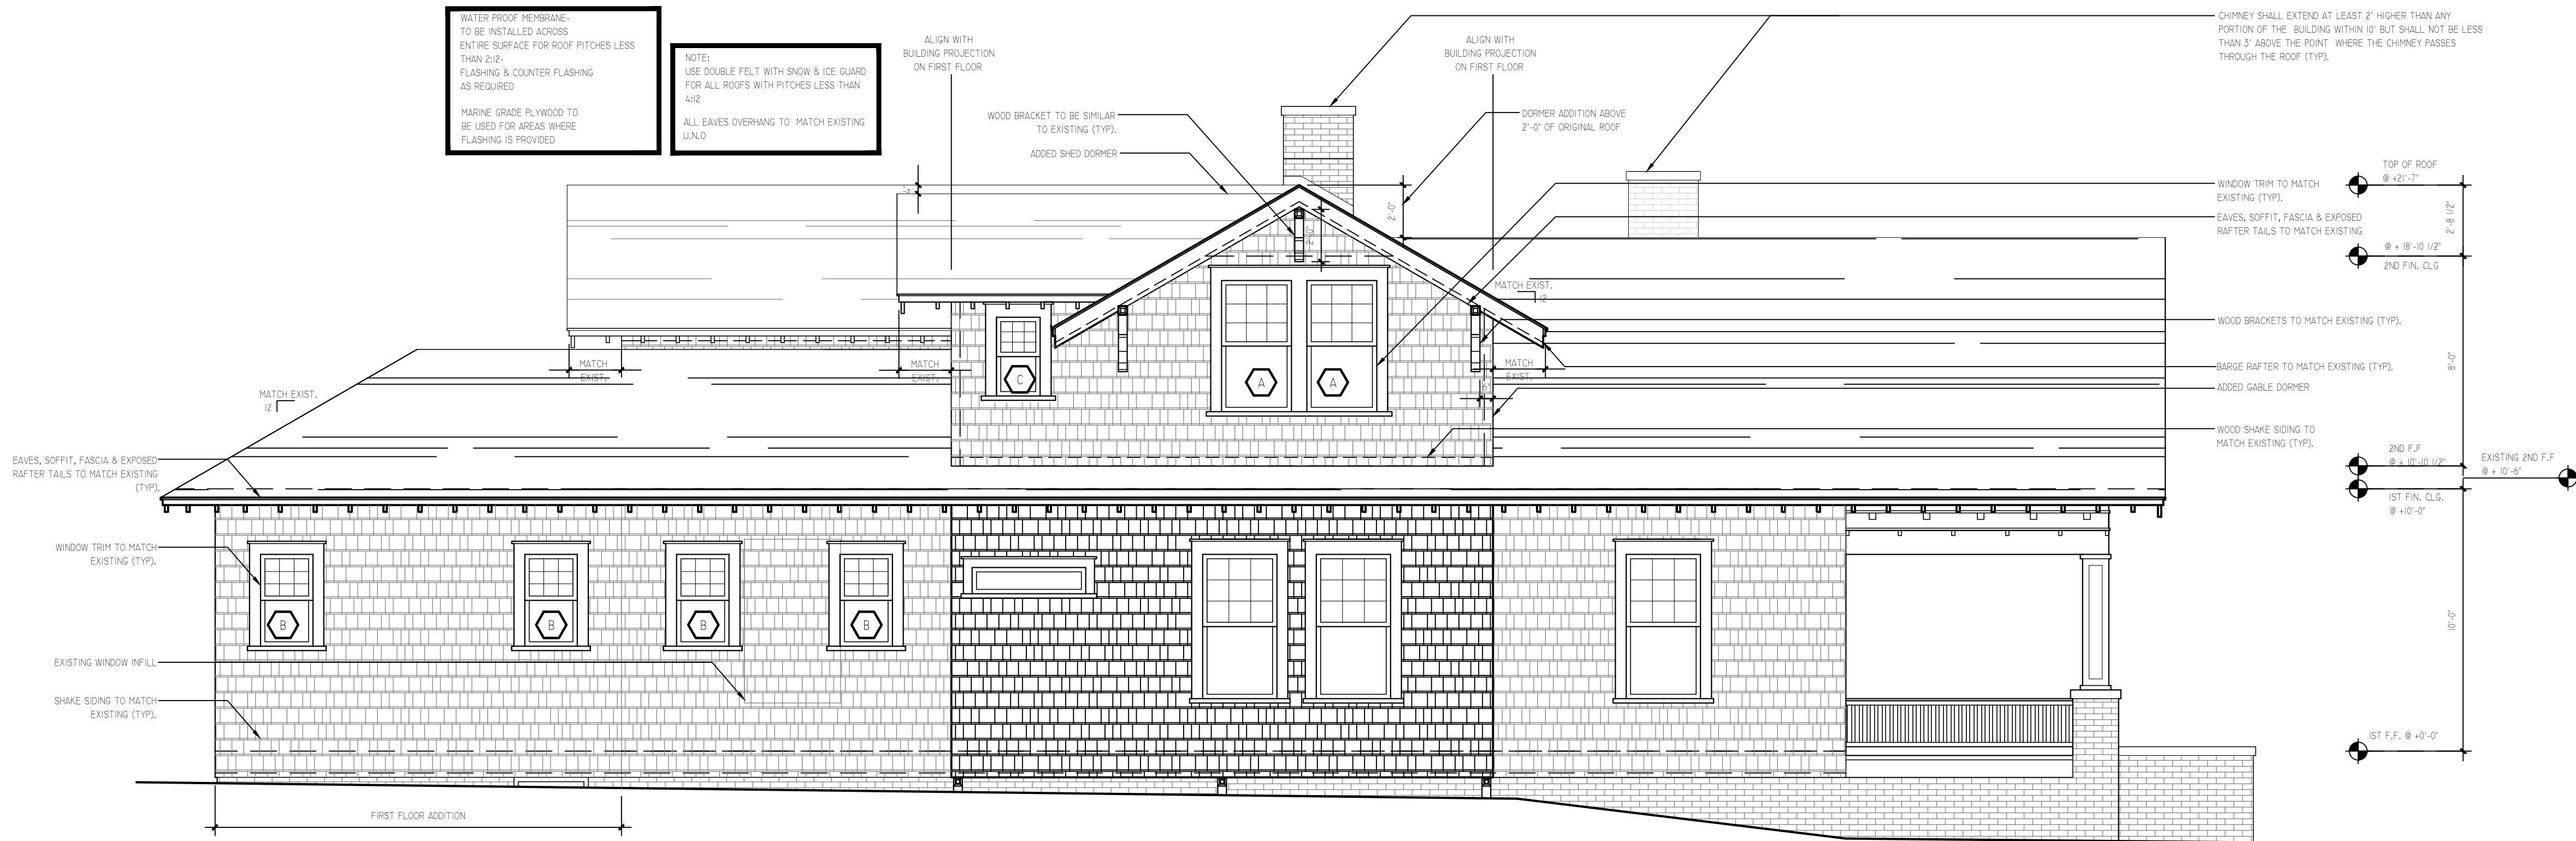 WATER PROOF MEMBRANE-
TO BE INSTALLED ACROSS
ENTIRE SURFACE FOR ROOF PITCHES LESS
THAN 2:12-
FLASHING & COUNTER FLASHING
AS REQUIRED
MARINE GRADE PLYWOOD TO
BE USED FOR AREAS WHERE
FLASHING IS PROVIDED
NOTE:
USE DOUBLE FELT WITH SNOW & ICE GUARD
FOR ALL ROOFS WITH PITCHES LESS THAN
4:12
ALL EAVES OVERHANG TO MATCH EXISTING
U.N.O
ALIGN WITH
BUILDING PROJECTION
ON FIRST FLOOR
ALIGN WITH
BUILDING PROJECTION
ON FIRST FLOOR
CHIMNEY SHALL EXTEND AT LEAST 2' HIGHER THAN ANY
PORTION OF THE BUILDING WITHIN 10' BUT SHALL NOT BE LESS
THAN 3' ABOVE THE POINT WHERE THE CHIMNEY PASSES
THROUGH THE ROOF (TYP).
WOOD BRACKET TO BE SIMILAR
TO EXISTING (TYP).
ADDED SHED DORMER
DORMER ADDITION ABOVE
2'-0" OF ORIGINAL ROOF
2'-0"
2'-0"
TOP OF ROOF
@ +21'-7"
WINDOW TRIM TO MATCH
EXISTING (TYP).
EAVES, SOFFIT, FASCIA & EXPOSED
RAFTER TAILS TO MATCH EXISTING
2'-8 1/2"
@ + 18'-10 1/2"
2ND FIN. CLG
MATCH EXIST.
12
WOOD BRACKETS TO MATCH EXISTING (TYP).
MATCH
EXIST.
MATCH
EXIST.
MATCH
EXIST.
C
A
A
6"
8'-0"
BARGE RAFTER TO MATCH EXISTING (TYP).
ADDED GABLE DORMER
MATCH EXIST.
12
WOOD SHAKE SIDING TO
MATCH EXISTING (TYP).
EAVES, SOFFIT, FASCIA & EXPOSED
RAFTER TAILS TO MATCH EXISTING
(TYP).
2ND F.F
@ + 10'-10 1/2"
EXISTING 2ND F.F
@ + 10'-6"
1ST FIN. CLG.
@ +10'-0"
WINDOW TRIM TO MATCH
EXISTING (TYP).
B
B
B
B
10'-0"
EXISTING WINDOW INFILL
SHAKE SIDING TO MATCH
EXISTING (TYP).
1ST F.F. @ +0'-0"
FIRST FLOOR ADDITION